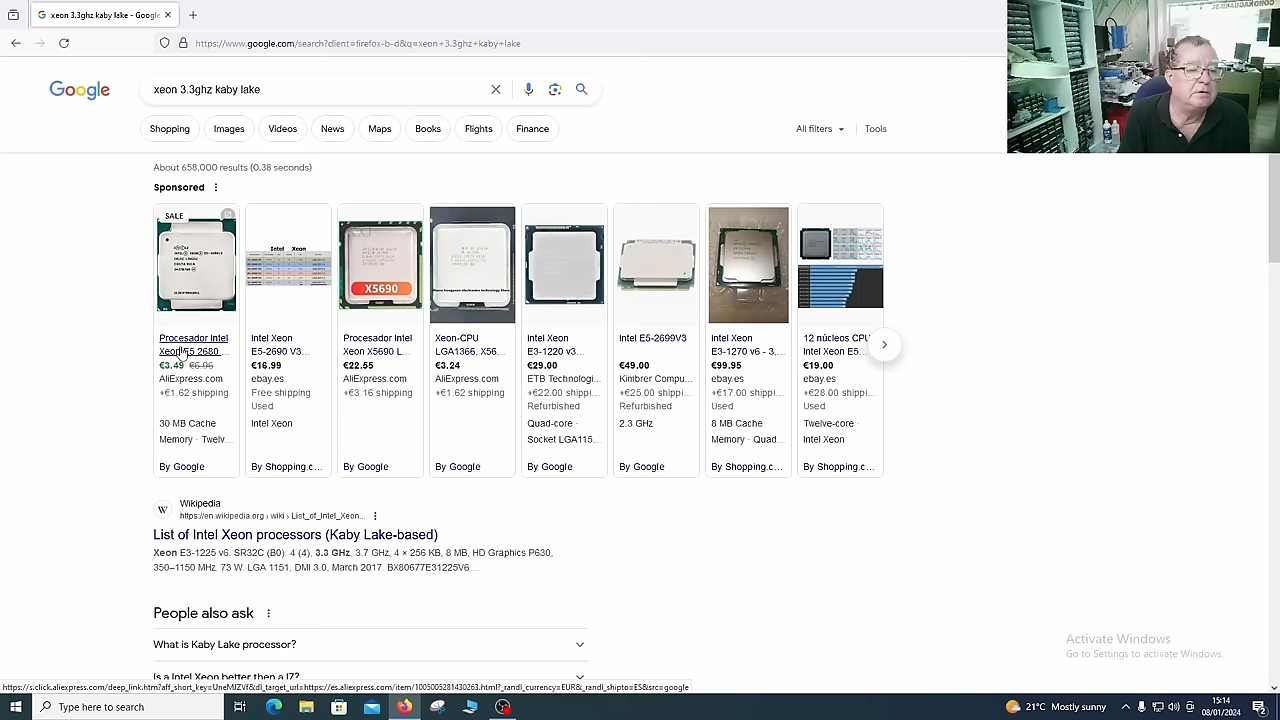 xeon 3.3ghz kaby lake - Google
xeon 3.3ghz kaby lake
Google
Shopping
Images
Videos
News
Maps
Books
Flights
Finance
All filters
Tools
About 658,000 results (0.38 seconds)
Sponsored
SALE
Intel Xeon
X5690
Procesador Intel
Xeon E5 2680 ...
€3.49 €6.96
AliExpress.com
+€1.62 shipping
30 MB Cache
Memory · Twelv...
By Google
Intel Xeon
E5-2690 V3...
€16.99
ebay.es
Free shipping
Used
Intel Xeon
By Shopping.c...
Procesador Intel
Xeon X5690 L...
€22.55
AliExpress.com
+€3.16 shipping
By Google
Xeon-CPU
LGA1366, X56...
€3.24
AliExpress.com
+€1.62 shipping
By Google
Intel Xeon
E3-1220 v3...
€29.00
ETB Technologi...
+€22.00 shippi...
Refurbished
Quad-core ·
Socket LGA115...
By Google
Intel E5-2699V3
€49.00
Kimbrer Compu...
+€25.00 shippi...
Refurbished
2.3 GHz
By Google
Intel Xeon
E3-1270 v6 - 3,...
€99.95
ebay.es
+€17.00 shippi...
Used
8 MB Cache
Memory · Quad...
By Shopping.c...
12 núcleos CPU
Intel Xeon E5...
€19.00
ebay.es
+€28.00 shippi...
Used
Twelve-core ·
Intel Xeon
By Shopping.c...
W
Wikipedia
https://en.wikipedia.org › wiki › List_of_Intel_Xeon...
List of Intel Xeon processors (Kaby Lake-based)
Xeon E3-1225 v6. SR32C (B0). 4 (4). 3.3 GHz. 3.7 GHz. 4 × 256 KB, 8 MB, HD Graphics P630,
350–1150 MHz. 73 W. LGA 1151, DMI 3.0, March 2017. BX80677E31225V6 ...
People also ask
What is Kaby Lake processor?
Is a Intel Xeon better then a I7?
Activate Windows
Go to Settings to activate Windows.
Type here to search
21°C Mostly sunny
15:14
08/01/2024
2